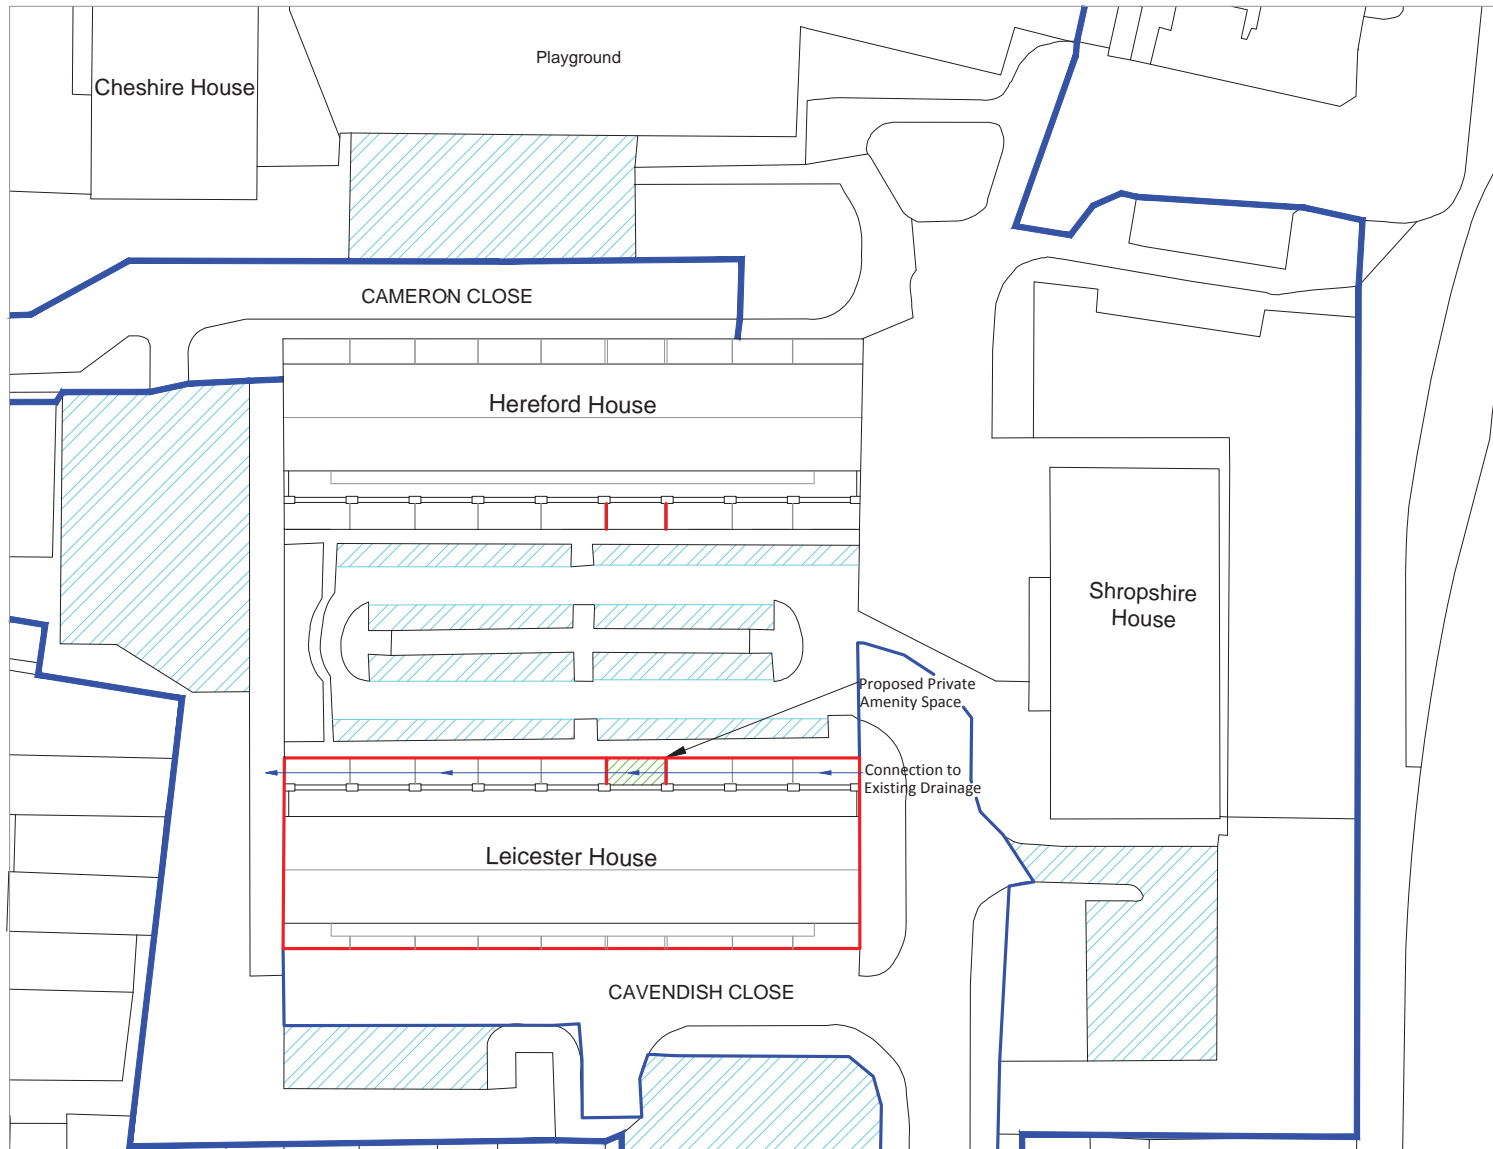 Playground
Cheshire House
CAMERON CLOSE
Hereford House
Shropshire
House
Proposed Private
Amenity Space
Connection to
Existing Drainage
Leicester House
CAVENDISH CLOSE